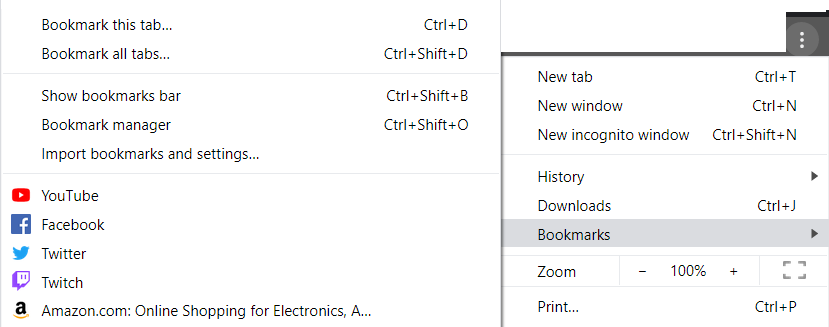 Bookmark this tab... Ctrl+D
Bookmark all tabs... Ctrl+Shift+D
Show bookmarks bar Ctrl+Shift+B
Bookmark manager Ctrl+Shift+O
Import bookmarks and settings...
YouTube
Facebook
Twitter
Twitch
Amazon.com: Online Shopping for Electronics, A...
New tab Ctrl+T
New window Ctrl+N
New incognito window Ctrl+Shift+N
History
Downloads Ctrl+J
Bookmarks
Zoom − 100% +
Print... Ctrl+P